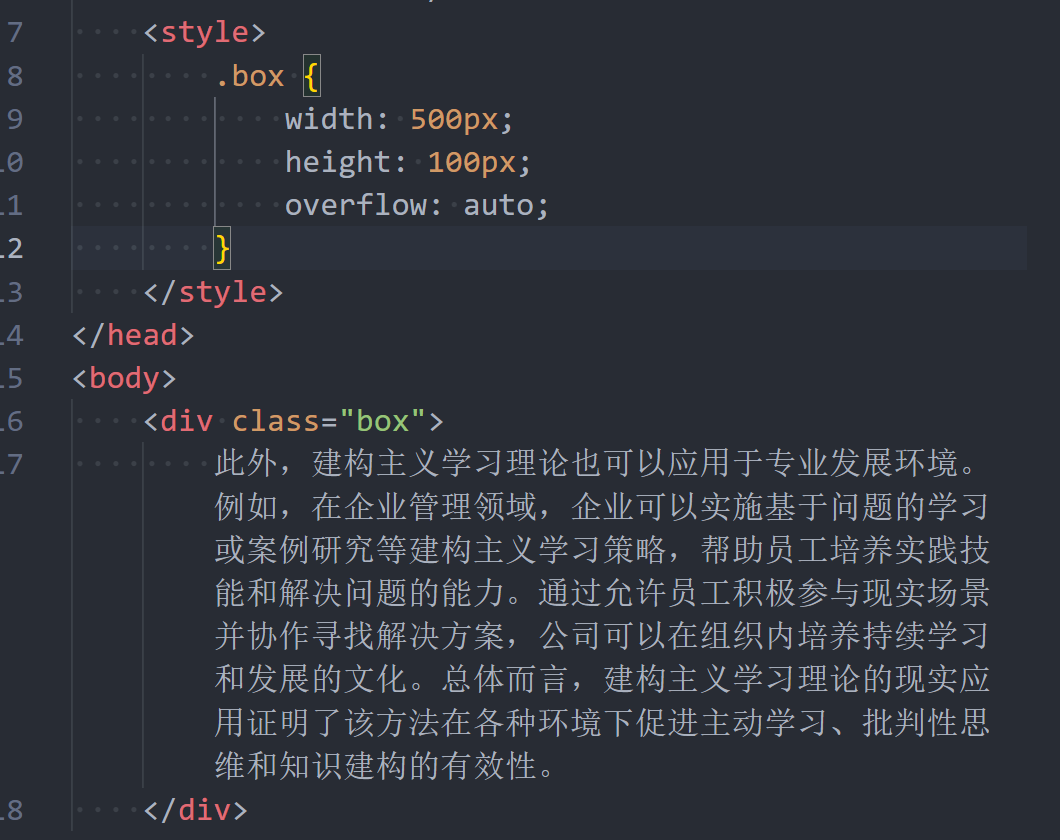 7 <style>
8 .box {
9 width: 500px;
10 height: 100px;
11 overflow: auto;
12 }
13 </style>
14 </head>
15 <body>
16 <div class="box">
17 此外，建构主义学习理论也可以应用于专业发展环境。
例如，在企业管理领域，企业可以实施基于问题的学习
或案例研究等建构主义学习策略，帮助员工培养实践技
能和解决问题的能力。通过允许员工积极参与现实场景
并协作寻找解决方案，公司可以在组织内培养持续学习
和发展的文化。总体而言，建构主义学习理论的现实应
用证明了该方法在各种环境下促进主动学习、批判性思
维和知识建构的有效性。
18 </div>